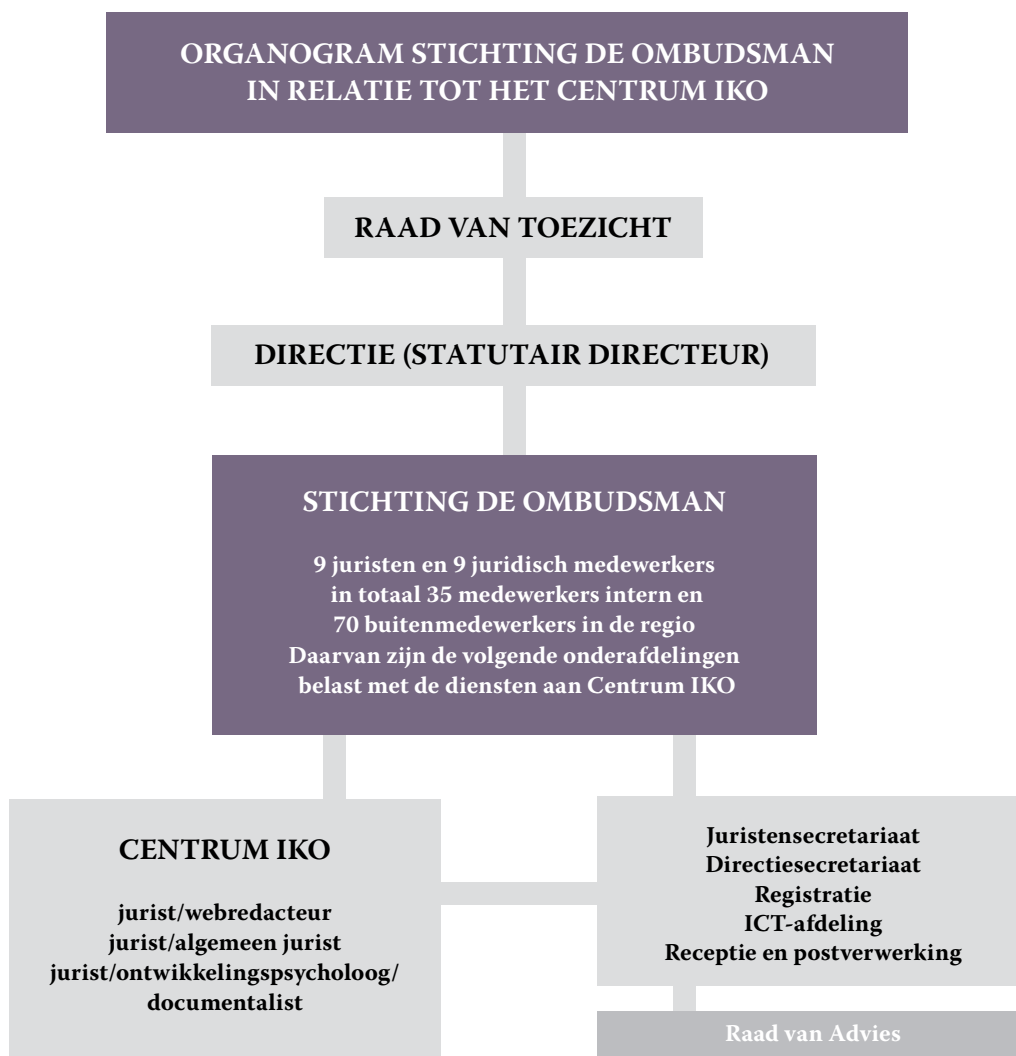 ORGANOGRAM STICHTING DE OMBUDSMAN
IN RELATIE TOT HET CENTRUM IKO
RAAD VAN TOEZICHT
DIRECTIE (STATUTAIR DIRECTEUR)
STICHTING DE OMBUDSMAN
9 juristen en 9 juridisch medewerkers
in totaal 35 medewerkers intern en
70 buitenmedewerkers in de regio
Daarvan zijn de volgende onderafdelingen
belast met de diensten aan Centrum IKO
CENTRUM IKO
jurist/webredacteur
jurist/algemeen jurist
jurist/ontwikkelingspsycholoog/
documentalist
Juristensecretariaat
Directiesecretariaat
Registratie
ICT-afdeling
Receptie en postverwerking
Raad van Advies